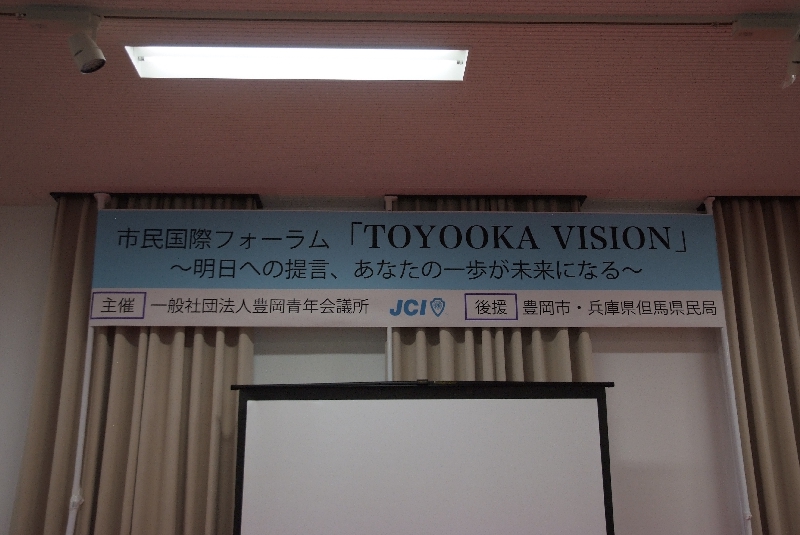 市民国際フォーラム「TOYOOKA VISION」
～明日への提言、あなたの一歩が未来になる～
主催 一般社団法人豊岡青年会議所 JCI 後援 豊岡市・兵庫県但馬県民局